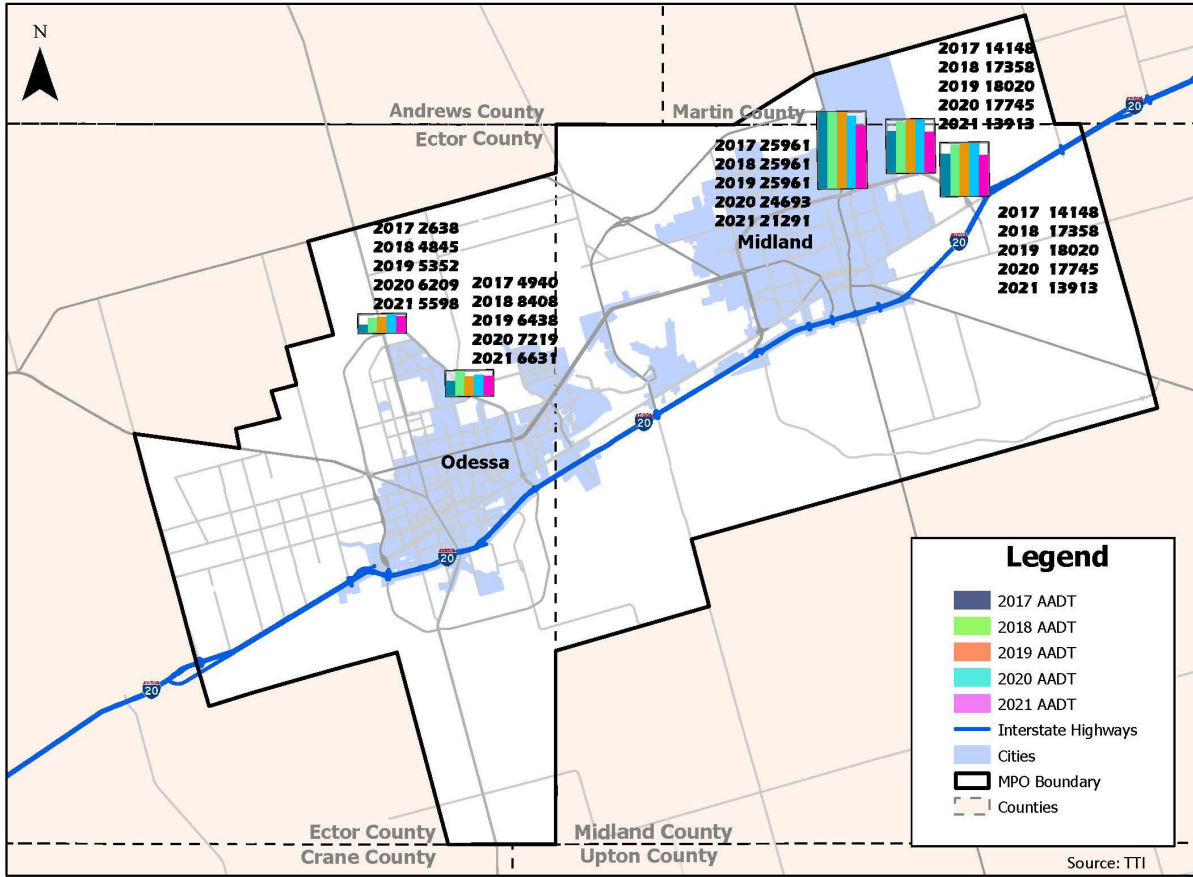 N
2017 14148
2018 17358
2019 18020
2020 17745
2021 13913
20
Andrews County
Martin County
Ector County
2017 25961
2018 25961
2019 25961
2020 24693
2021 21291
Midland
20
2017 14148
2018 17358
2019 18020
2020 17745
2021 13913
2017 2638
2018 4845
2019 5352
2020 6209
2021 5598
2017 4940
2018 8408
2019 6438
2020 7219
2021 6631
20
Odessa
20
20
Legend
2017 AADT
2018 AADT
2019 AADT
2020 AADT
2021 AADT
Interstate Highways
Cities
MPO Boundary
Counties
Ector County
Midland County
Crane County
Upton County
Source: TTI